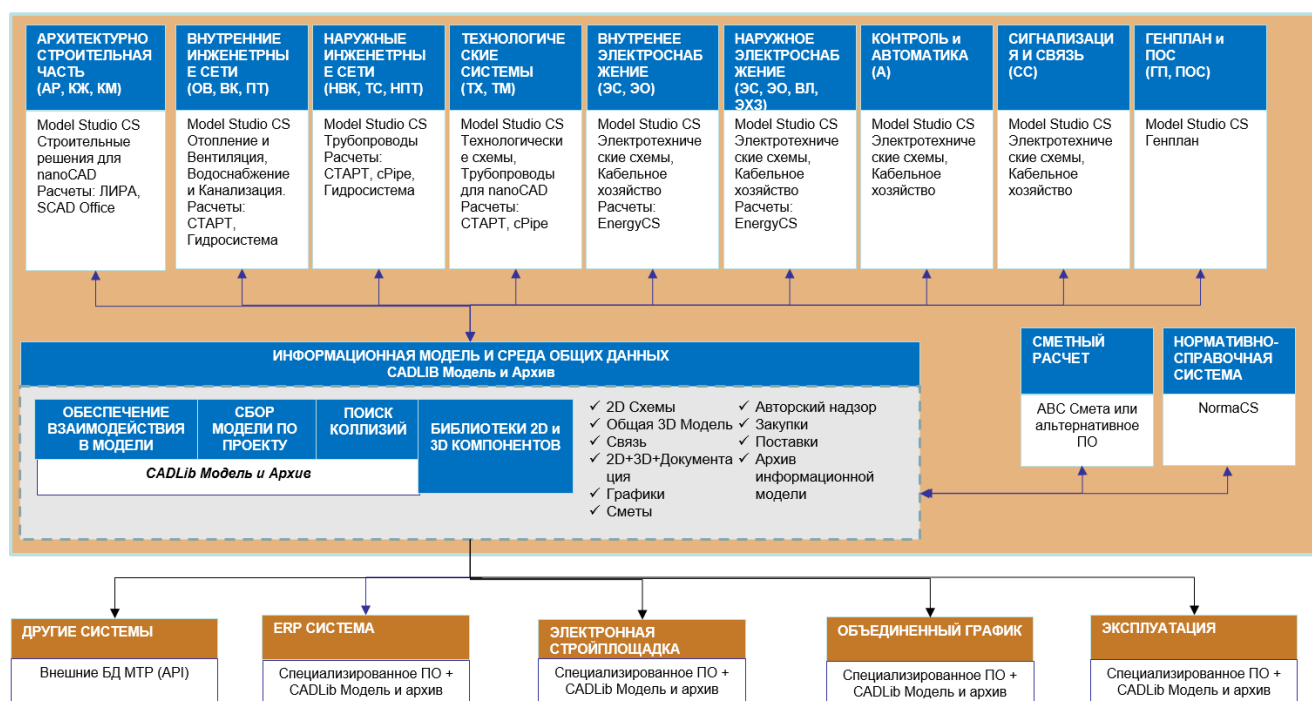 АРХИТЕКТУРНО
СТРОИТЕЛЬНАЯ
ЧАСТЬ
(АР, КЖ, КМ)
Model Studio CS
Строительные
решения для
nanoCAD
Расчеты: ЛИРА,
SCAD Office
ВНУТРЕННИЕ
ИНЖЕНЕТРНЫ
Е СЕТИ
(ОВ, ВК, ПТ)
Model Studio CS
Отопление и
Вентиляция,
Водоснабжение
и Канализация.
Расчеты:
СТАРТ,
Гидросистема
НАРУЖНЫЕ
ИНЖЕНЕТРНЫ
Е СЕТИ
(НВК, ТС, НПТ)
Model Studio CS
Трубопроводы
Расчеты:
СТАРТ, cPipe,
Гидросистема
ТЕХНОЛОГИЧЕ
СКИЕ
СИСТЕМЫ
(ТХ, ТМ)
Model Studio CS
Технологически
е схемы,
Трубопроводы
для nanoCAD
Расчеты:
СТАРТ, cPipe
ВНУТРЕНЕЕ
ЭЛЕКТРОСНАБ
ЖЕНИЕ
(ЭС, ЭО)
Model Studio CS
Электротехнич
еские схемы,
Кабельное
хозяйство
Расчеты:
EnergyCS
НАРУЖНОЕ
ЭЛЕКТРОСНАБ
ЖЕНИЕ
(ЭС, ЭО, ВЛ,
ЭХЗ)
Model Studio CS
Электротехнич
еские схемы,
Кабельное
хозяйство
Расчеты:
EnergyCS
КОНТРОЛЬ и
АВТОМАТИКА
(А)
Model Studio CS
Электротехнич
еские схемы,
Кабельное
хозяйство
СИГНАЛИЗАЦИ
Я И СВЯЗЬ
(СС)
Model Studio CS
Электротехнич
еские схемы,
Кабельное
хозяйство
ГЕНПЛАН и
ПОС
(ГП, ПОС)
Model Studio CS
Генплан
ИНФОРМАЦИОННАЯ МОДЕЛЬ И СРЕДА ОБЩИХ ДАННЫХ
CADLIB Модель и Архив
ОБЕСПЕЧЕНИЕ
ВЗАИМОДЕЙСТВИЯ
В МОДЕЛИ
СБОР
МОДЕЛИ ПО
ПРОЕКТУ
ПОИСК
КОЛЛИЗИЙ
CADLib Модель и Архив
БИБЛИОТЕКИ 2D и
3D КОМПОНЕНТОВ
✓ 2D Схемы
✓ Общая 3D Модель
✓ Связь
✓ 2D+3D+Документа
ция
✓ Графики
✓ Сметы
✓ Авторский надзор
✓ Закупки
✓ Поставки
✓ Архив
информационной
модели
СМЕТНЫЙ
РАСЧЕТ
АВС Смета или
альтернативное
ПО
НОРМАТИВНО-
СПРАВОЧНАЯ
СИСТЕМА
NormaCS
ДРУГИЕ СИСТЕМЫ
Внешние БД МТР (API)
ERP СИСТЕМА
Специализированное ПО +
CADLib Модель и архив
ЭЛЕКТРОННАЯ
СТРОЙПЛОЩАДКА
Специализированное ПО +
CADLib Модель и архив
ОБЪЕДИНЕННЫЙ ГРАФИК
Специализированное ПО +
CADLib Модель и архив
ЭКСПЛУАТАЦИЯ
Специализированное ПО +
CADLib Модель и архив